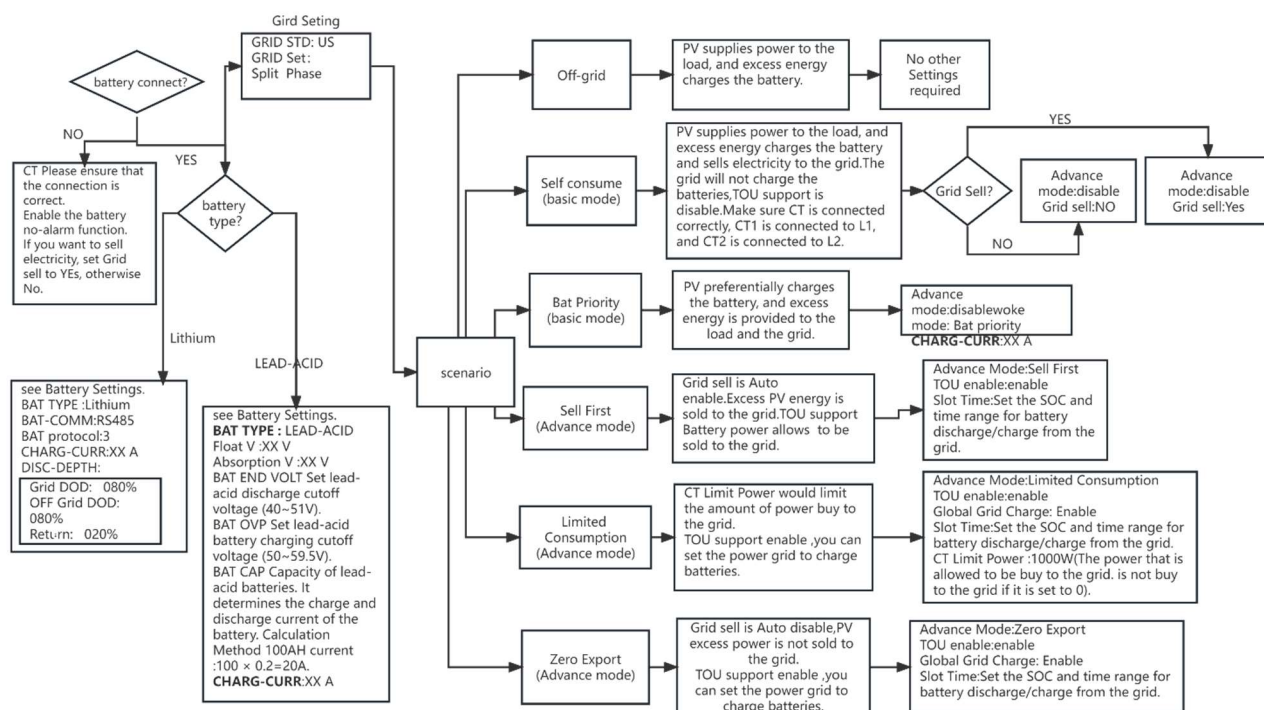 Gird Seting
GRID STD: US
GRID Set:
Split Phase
battery connect?
NO
YES
CT Please ensure that
the connection is
correct.
Enable the battery
no-alarm function.
If you want to sell
electricity, set Grid
sell to YEs, otherwise
No.
battery
type?
Lithium
LEAD-ACID
see Battery Settings.
BAT TYPE :Lithium
BAT-COMM:RS485
BAT protocol:3
CHARG-CURR:XX A
DISC-DEPTH:
Grid DOD: 080%
OFF Grid DOD:
080%
Return: 020%
see Battery Settings.
BAT TYPE : LEAD-ACID
Float V :XX V
Absorption V :XX V
BAT END VOLT Set lead-
acid discharge cutoff
voltage (40~51V).
BAT OVP Set lead-acid
battery charging cutoff
voltage (50~59.5V).
BAT CAP Capacity of lead-
acid batteries. It
determines the charge and
discharge current of the
battery. Calculation
Method 100AH current
:100 × 0.2=20A.
CHARG-CURR:XX A
scenario
Off-grid
PV supplies power to the
load, and excess energy
charges the battery.
No other
Settings
required
Self consume
(basic mode)
PV supplies power to the load, and
excess energy charges the battery
and sells electricity to the grid.The
grid will not charge the
batteries,TOU support is
disable.Make sure CT is connected
correctly, CT1 is connected to L1,
and CT2 is connected to L2.
Grid Sell?
YES
NO
Advance
mode:disable
Grid sell:NO
Advance
mode:disable
Grid sell:Yes
Bat Priority
(basic mode)
PV preferentially charges
the battery, and excess
energy is provided to the
load and the grid.
Advance
mode:disablewoke
mode: Bat priority
CHARG-CURR:XX A
Sell First
(Advance mode)
Grid sell is Auto
enable.Excess PV energy is
sold to the grid.TOU support
Battery power allows to be
sold to the grid.
Advance Mode:Sell First
TOU enable:enable
Slot Time:Set the SOC and
time range for battery
discharge/charge from the
grid.
Limited
Consumption
(Advance mode)
CT Limit Power would limit
the amount of power buy to
the grid.
TOU support enable ,you can
set the power grid to charge
batteries.
Advance Mode:Limited Consumption
TOU enable:enable
Global Grid Charge: Enable
Slot Time:Set the SOC and time range for
battery discharge/charge from the grid.
CT Limit Power :1000W(The power that is
allowed to be buy to the grid. is not buy
to the grid if it is set to 0).
Zero Export
(Advance mode)
Grid sell is Auto disable,PV
excess power is not sold to
the grid.
TOU support enable ,you
can set the power grid to
charge batteries.
Advance Mode:Zero Export
TOU enable:enable
Global Grid Charge: Enable
Slot Time:Set the SOC and time range for
battery discharge/charge from the grid.